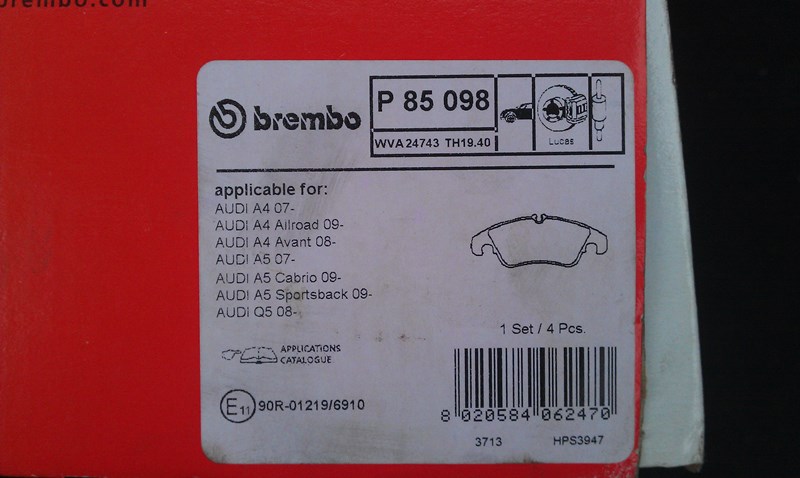 brembo.com
brembo
P 85 098
WVA 24743 TH19.40
Lucas
applicable for:
AUDI A4 07-
AUDI A4 Allroad 09-
AUDI A4 Avant 08-
AUDI A5 07-
AUDI A5 Cabrio 09-
AUDI A5 Sportsback 09-
AUDI Q5 08-
1 Set / 4 Pcs.
APPLICATIONS
CATALOGUE
E11 90R-01219/6910
8 020584 062470
3713 HPS3947